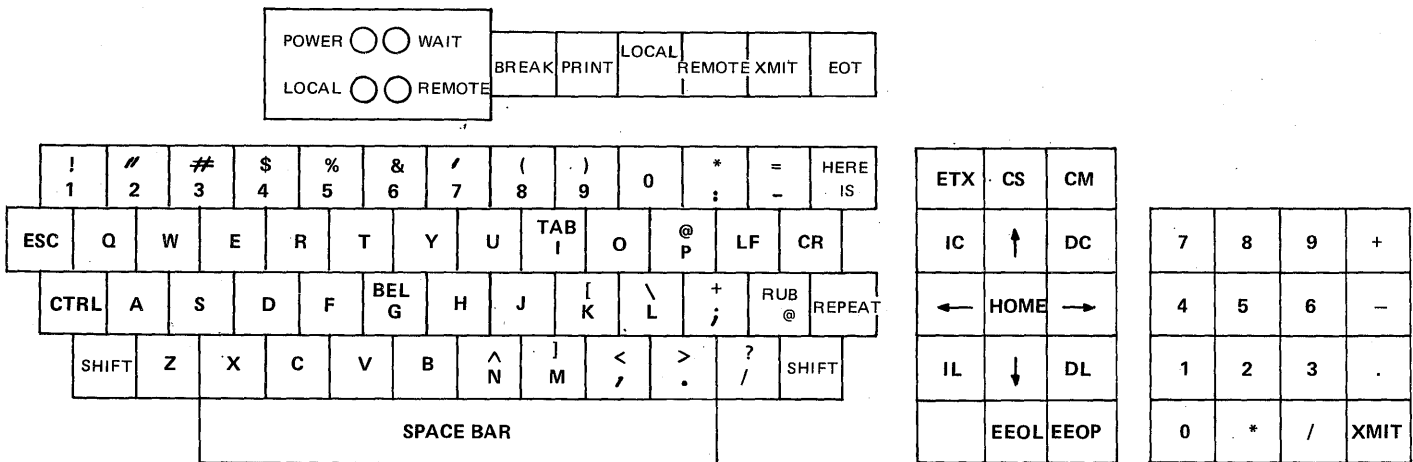 POWER WAIT
LOCAL REMOTE
BREAK PRINT LOCAL REMOTE XMIT EOT
! " # $ % & ' ( ) * = HERE
1 2 3 4 5 6 7 8 9 0 : – IS
ESC Q W E R T Y U TAB I O @ P LF CR
CTRL A S D F BEL G H J [ K \ L + ; RUB @ REPEAT
SHIFT Z X C V B ^ N ] M < , > . ? / SHIFT
SPACE BAR
ETX CS CM
IC ↑ DC
← HOME →
IL ↓ DL
EEOL EEOP
7 8 9 +
4 5 6 –
1 2 3 .
0 * / XMIT